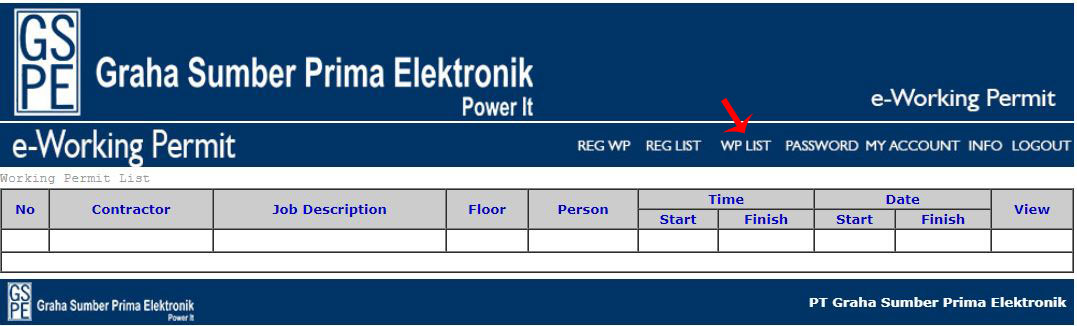 GS
PE
Graha Sumber Prima Elektronik
Power It
e-Working Permit
e-Working Permit
REG WP REG LIST WP LIST PASSWORD MY ACCOUNT INFO LOGOUT
Working Permit List
No Contractor Job Description Floor Person Time Date View
Start Finish Start Finish
GS
PE
Graha Sumber Prima Elektronik
Power It
PT Graha Sumber Prima Elektronik